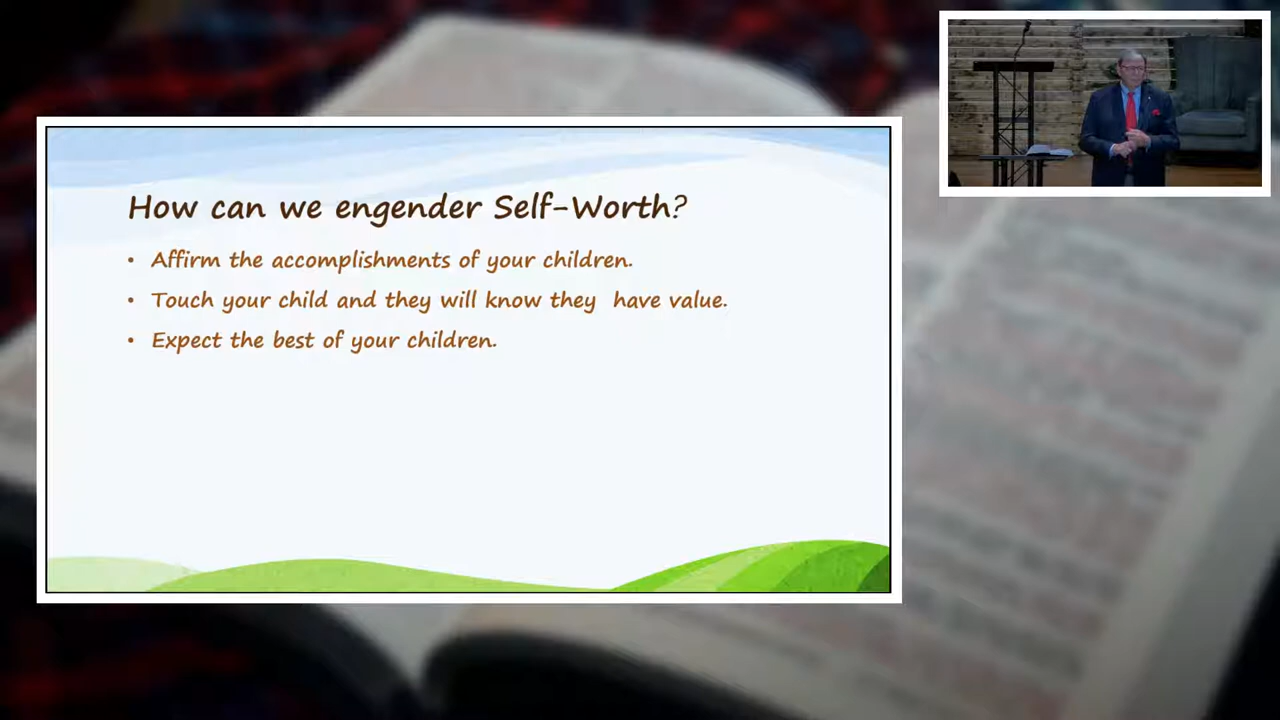 How can we engender Self-Worth?
• Affirm the accomplishments of your children.
• Touch your child and they will know they  have value.
• Expect the best of your children.